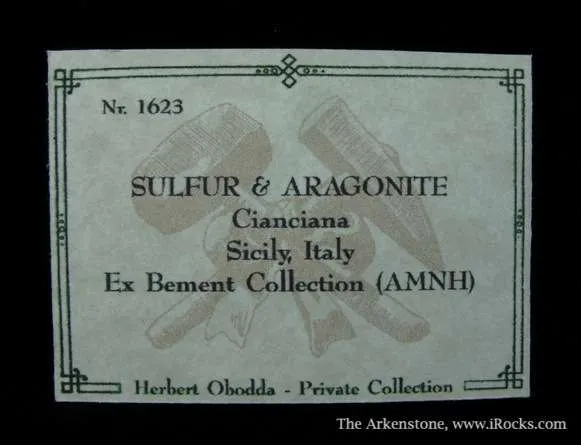 Nr. 1623
SULFUR & ARAGONITE
Cianciana
Sicily, Italy
Ex Bement Collection (AMNH)
Herbert Obodda - Private Collection
The Arkenstone, www.iRocks.com